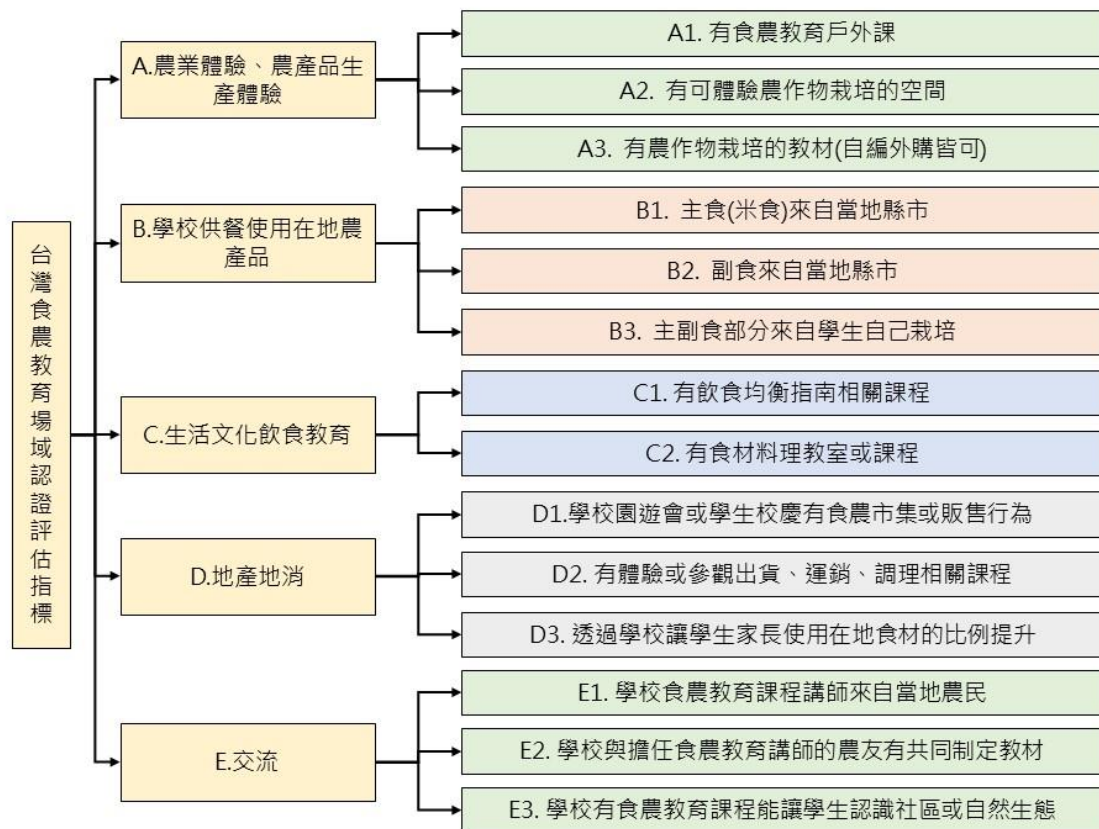 台灣食農教育場域認證評估指標
A.農業體驗、農產品生
產體驗
A1. 有食農教育戶外課
A2. 有可體驗農作物栽培的空間
A3. 有農作物栽培的教材(自編外購皆可)
B.學校供餐使用在地農
產品
B1. 主食(米食)來自當地縣市
B2. 副食來自當地縣市
B3. 主副食部分來自學生自己栽培
C.生活文化飲食教育
C1. 有飲食均衡指南相關課程
C2. 有食材料理教室或課程
D.地產地消
D1.學校園遊會或學生校慶有食農市集或販售行為
D2. 有體驗或參觀出貨、運銷、調理相關課程
D3. 透過學校讓學生家長使用在地食材的比例提升
E.交流
E1. 學校食農教育課程講師來自當地農民
E2. 學校與擔任食農教育講師的農友有共同制定教材
E3. 學校有食農教育課程能讓學生認識社區或自然生態